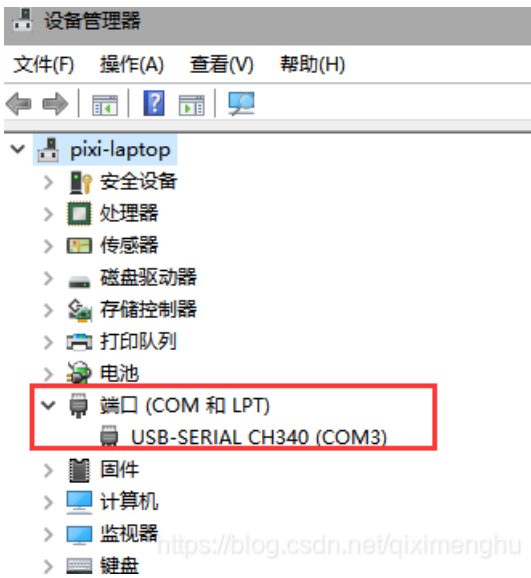 设备管理器
文件(F) 操作(A) 查看(V) 帮助(H)
pixi-laptop
安全设备
处理器
传感器
磁盘驱动器
存储控制器
打印队列
电池
端口 (COM 和 LPT)
USB-SERIAL CH340 (COM3)
固件
计算机
监视器
https://blog.csdn.net/qiximenghu
键盘